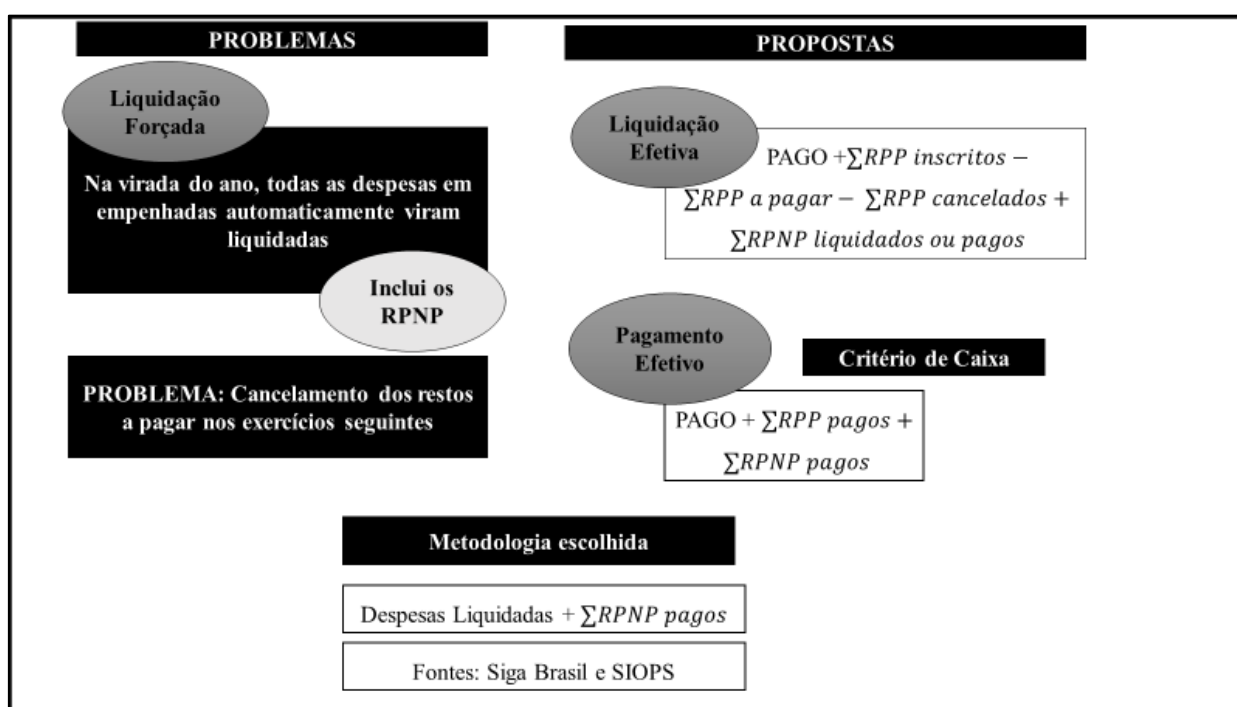 PROBLEMAS
Liquidação
Forçada
Na virada do ano, todas as despesas em
empenhadas automaticamente viram
liquidadas
Inclui os
RPNP
PROBLEMA: Cancelamento dos restos
a pagar nos exercícios seguintes
PROPOSTAS
Liquidação
Efetiva
PAGO +∑RPP inscritos −
∑RPP a pagar − ∑RPP cancelados +
∑RPNP liquidados ou pagos
Pagamento
Efetivo
Critério de Caixa
PAGO + ∑RPP pagos +
∑RPNP pagos
Metodologia escolhida
Despesas Liquidadas + ∑RPNP pagos
Fontes: Siga Brasil e SIOPS